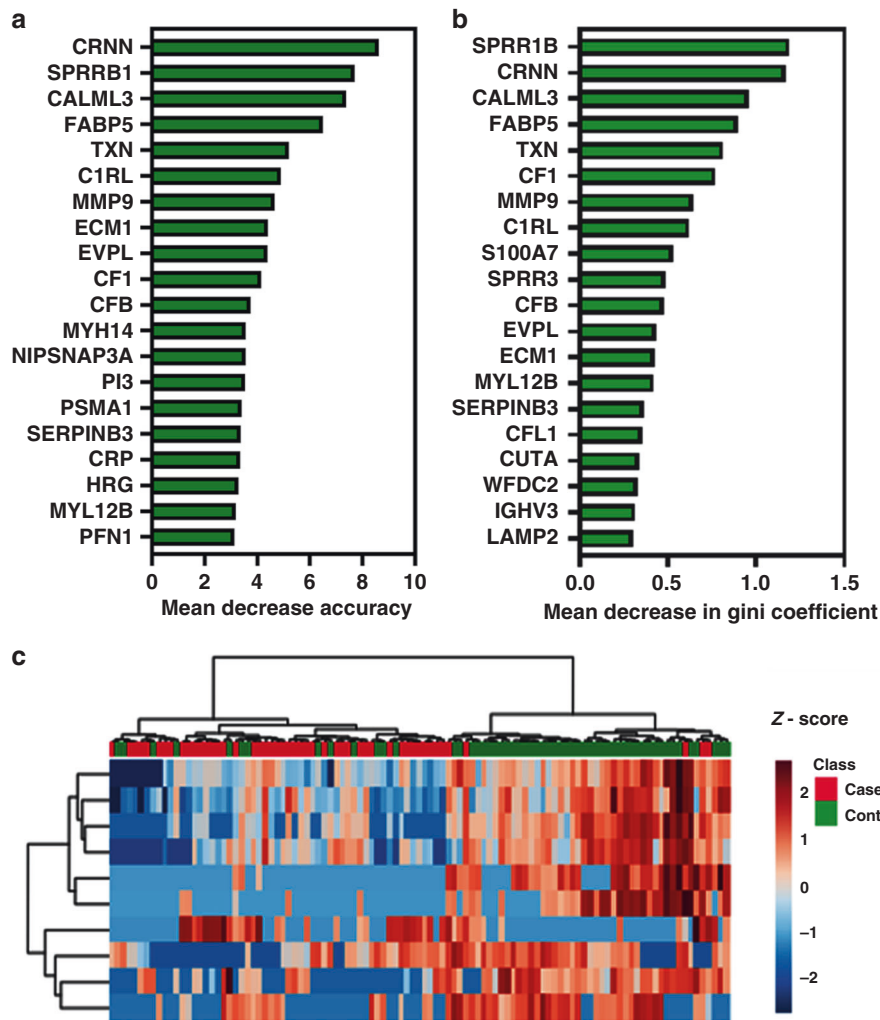 a
CRNN
SPRRB1
CALML3
FABP5
TXN
C1RL
MMP9
ECM1
EVPL
CF1
CFB
MYH14
NIPSNAP3A
PI3
PSMA1
SERPINB3
CRP
HRG
MYL12B
PFN1
0 2 4 6 8 10
Mean decrease accuracy
b
SPRR1B
CRNN
CALML3
FABP5
TXN
CF1
MMP9
C1RL
S100A7
SPRR3
CFB
EVPL
ECM1
MYL12B
SERPINB3
CFL1
CUTA
WFDC2
IGHV3
LAMP2
0.0 0.5 1.0 1.5
Mean decrease in gini coefficient
c
Z - score
2
1
0
–1
–2
Class
Case
Cont